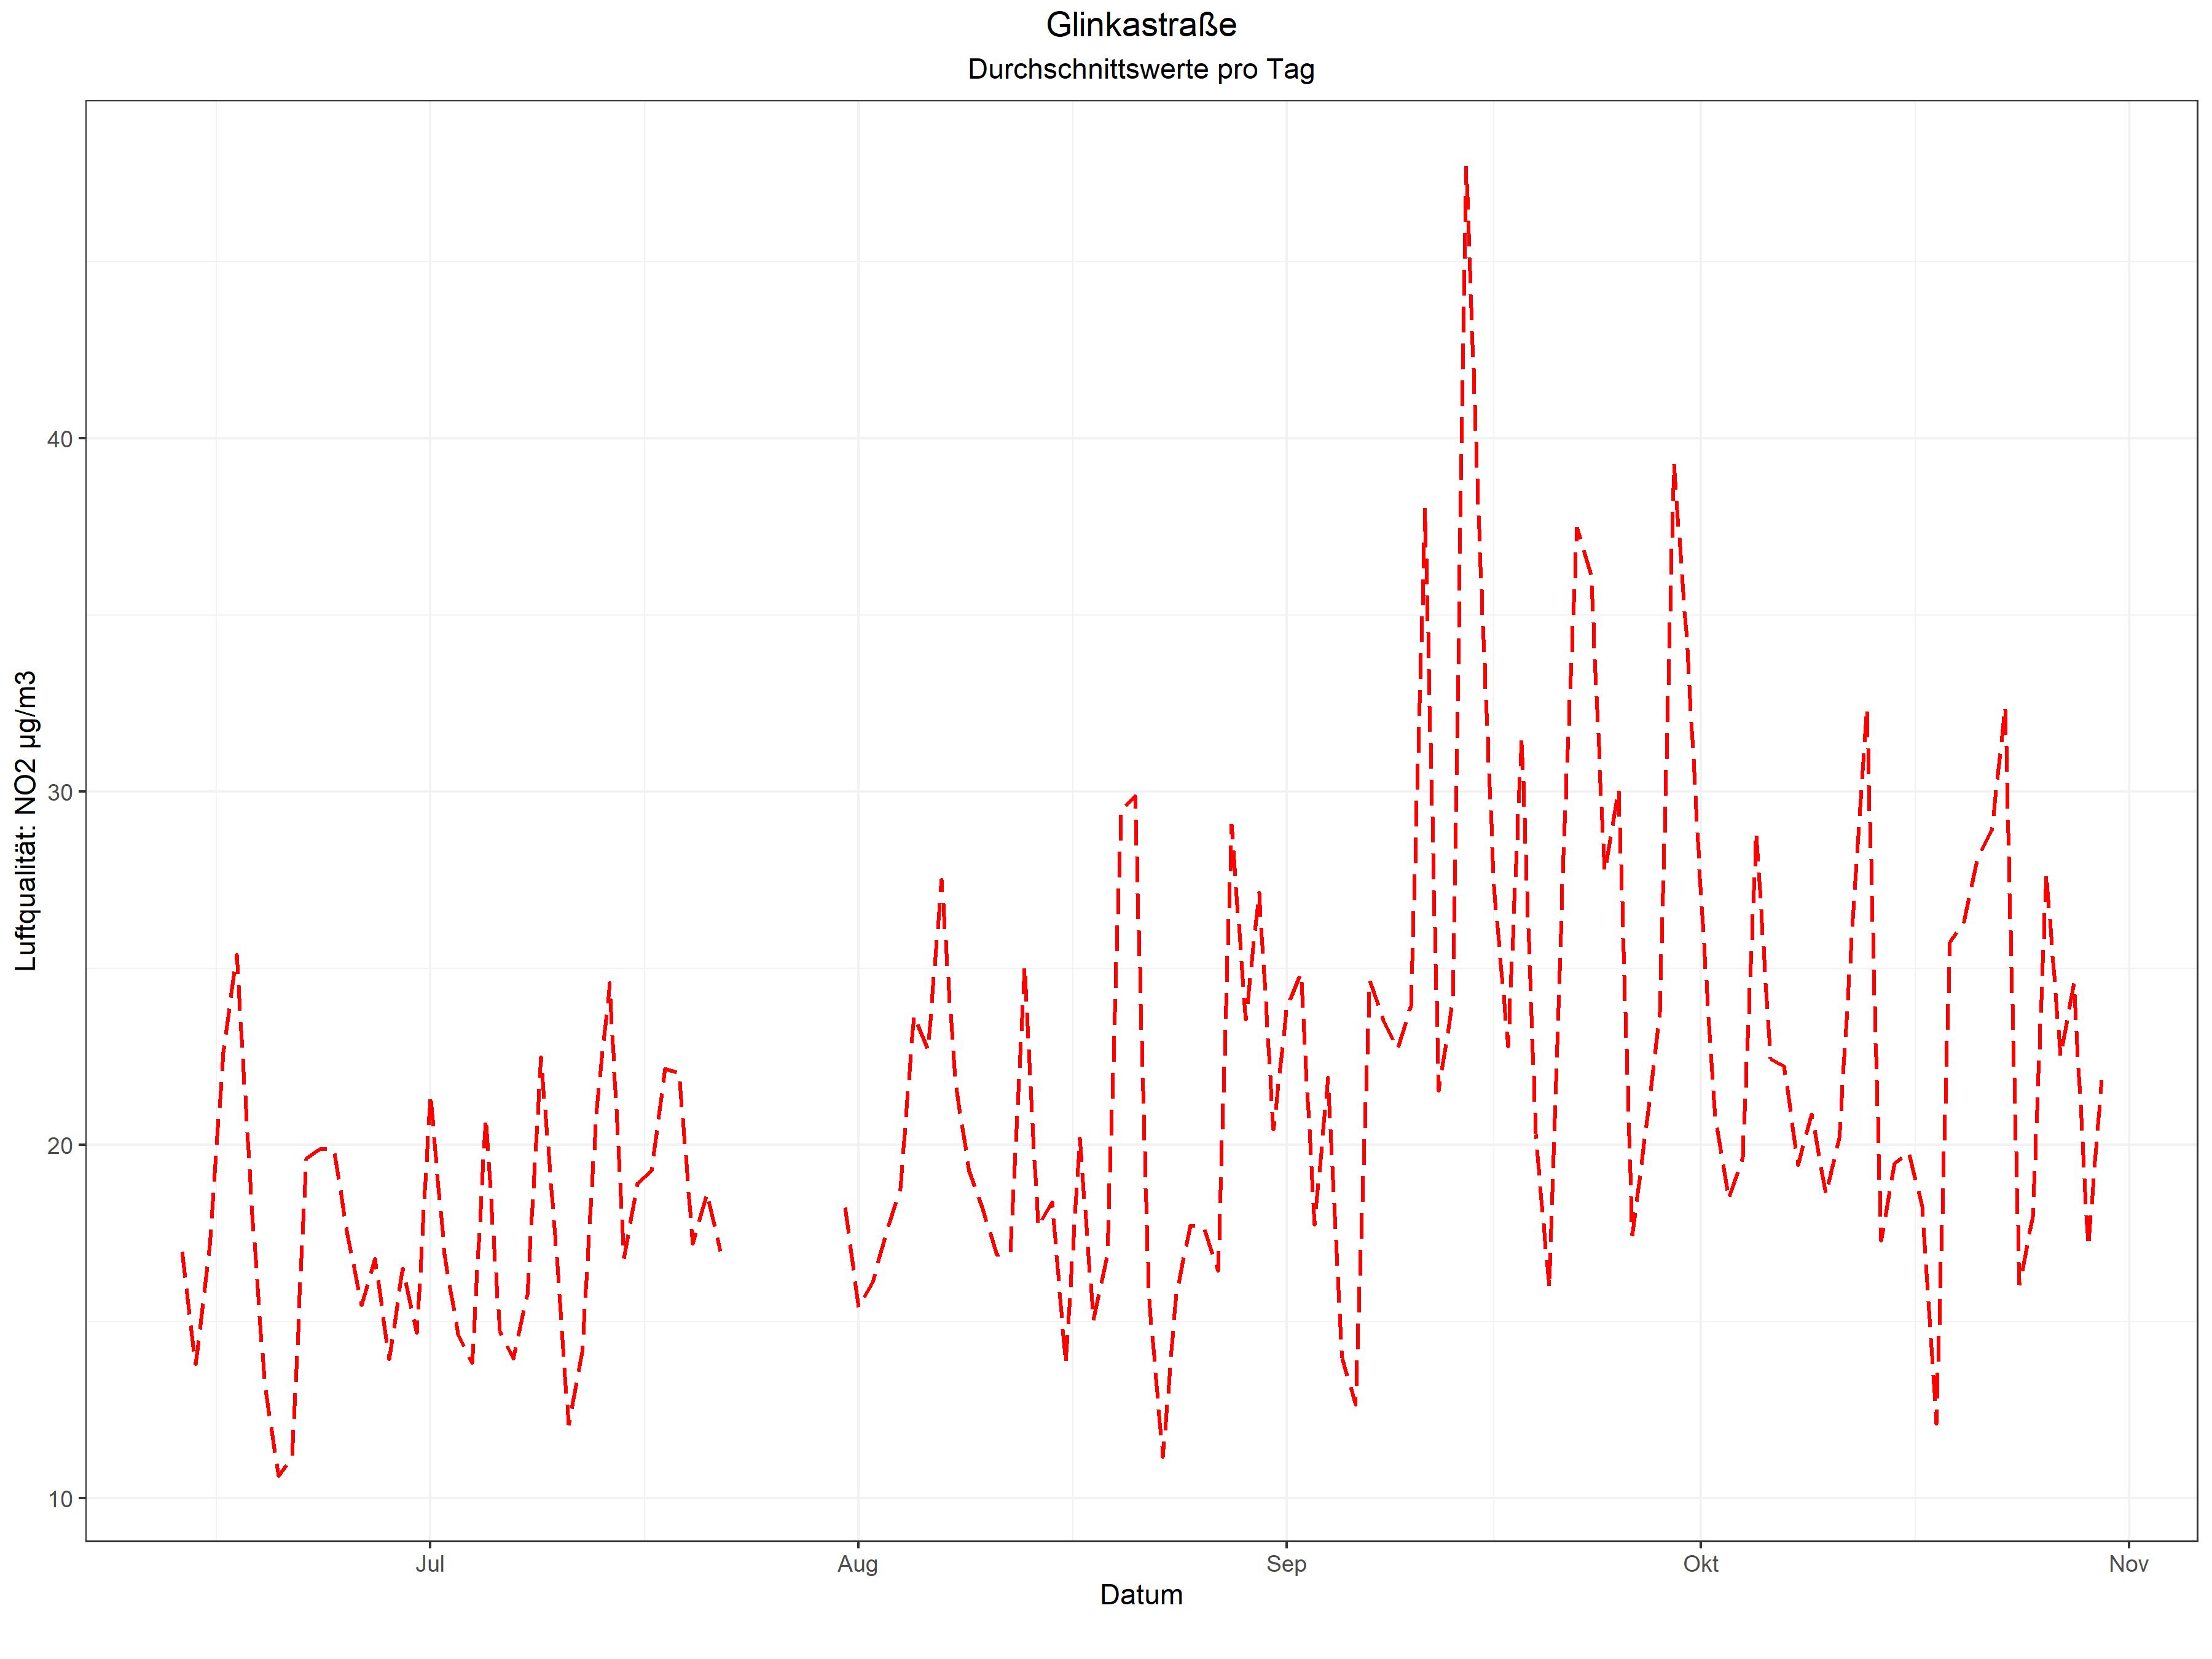 Glinkastraße
Durchschnittswerte pro Tag
Luftqualität: NO2 µg/m3
40
30
20
10
Jul Aug Sep Okt Nov
Datum